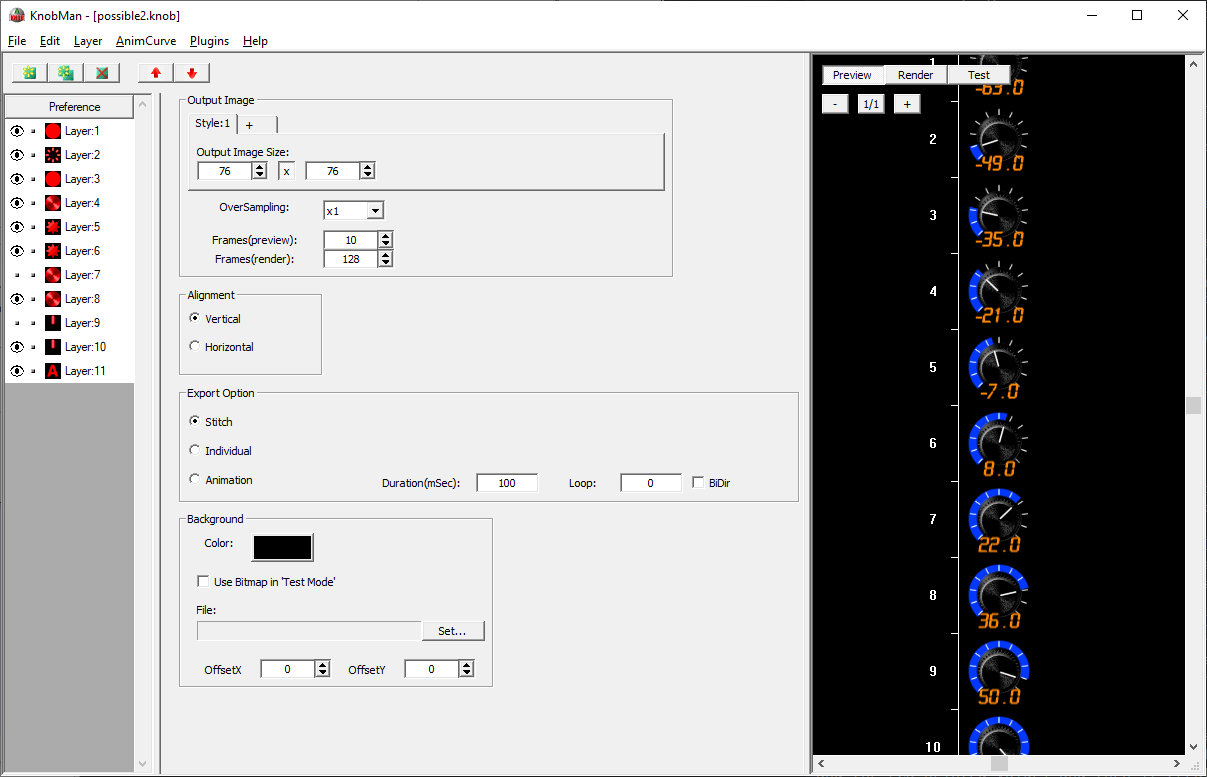 KnobMan - [possible2.knob]
File Edit Layer AnimCurve Plugins Help
Preference
Layer:1
Layer:2
Layer:3
Layer:4
Layer:5
Layer:6
Layer:7
Layer:8
Layer:9
Layer:10
A Layer:11
Output Image
Style:1 +
Output Image Size:
76 x 76
OverSampling: x1
Frames(preview): 10
Frames(render): 128
Alignment
Vertical
Horizontal
Export Option
Stitch
Individual
Animation Duration(mSec): 100 Loop: 0 BiDir
Background
Color:
Use Bitmap in 'Test Mode'
File:
Set...
OffsetX 0 OffsetY 0
Preview Render Test
- 1/1 +
2
-49.0
3
-35.0
4
-21.0
5
-7.0
6
8.0
7
22.0
8
36.0
9
50.0
10